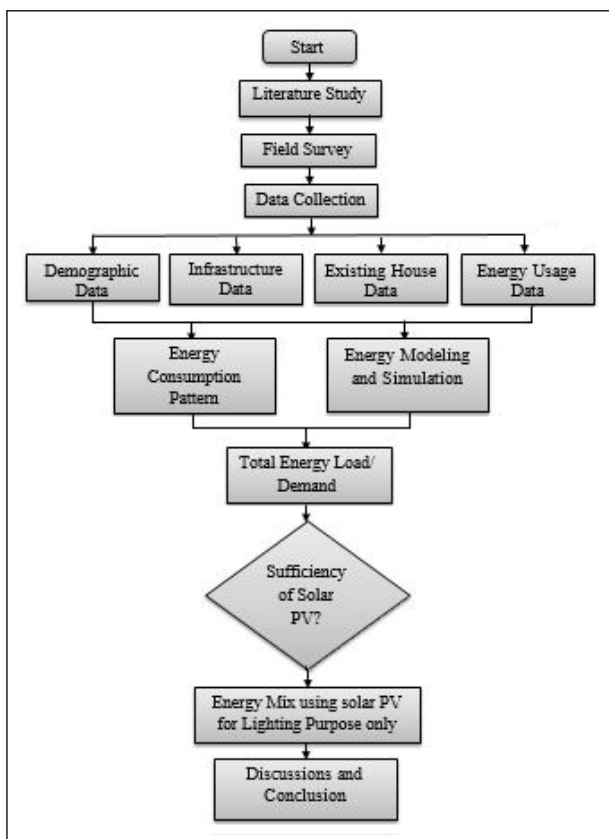 Start
Literature Study
Field Survey
Data Collection
Demographic
Data
Infrastructure
Data
Existing House
Data
Energy Usage
Data
Energy
Consumption
Pattern
Energy Modeling
and Simulation
Total Energy Load/
Demand
Sufficiency
of Solar
PV?
Energy Mix using solar PV
for Lighting Purpose only
Discussions and
Conclusion